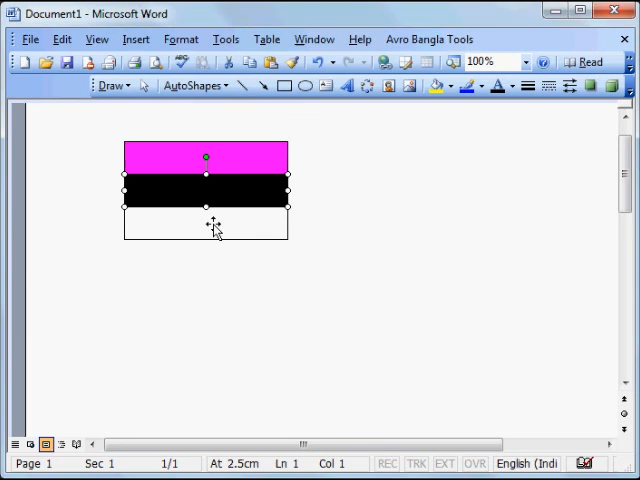 Document1 - Microsoft Word
File Edit View Insert Format Tools Table Window Help Avro Bangla Tools
100% Read
Draw AutoShapes A
Page 1 Sec 1 1/1 At 2.5cm Ln 1 Col 1 REC TRK EXT OVR English (Indi